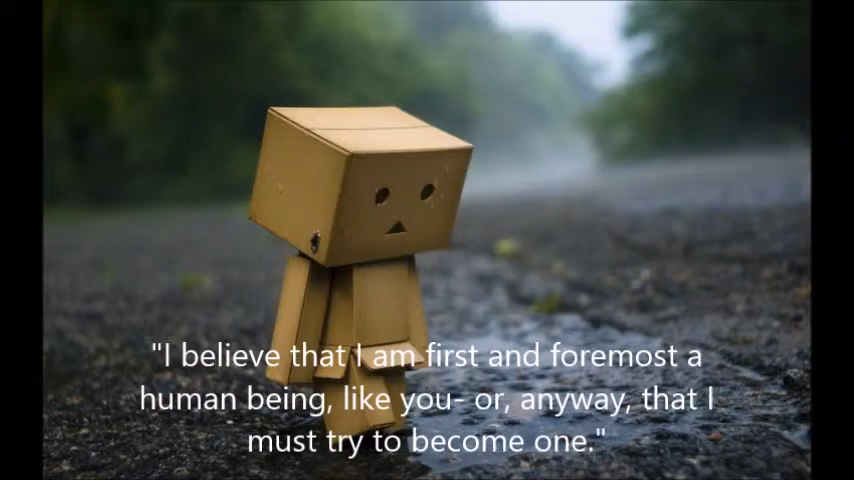 "I believe that I am first and foremost a
human being, like you- or, anyway, that I
must try to become one."